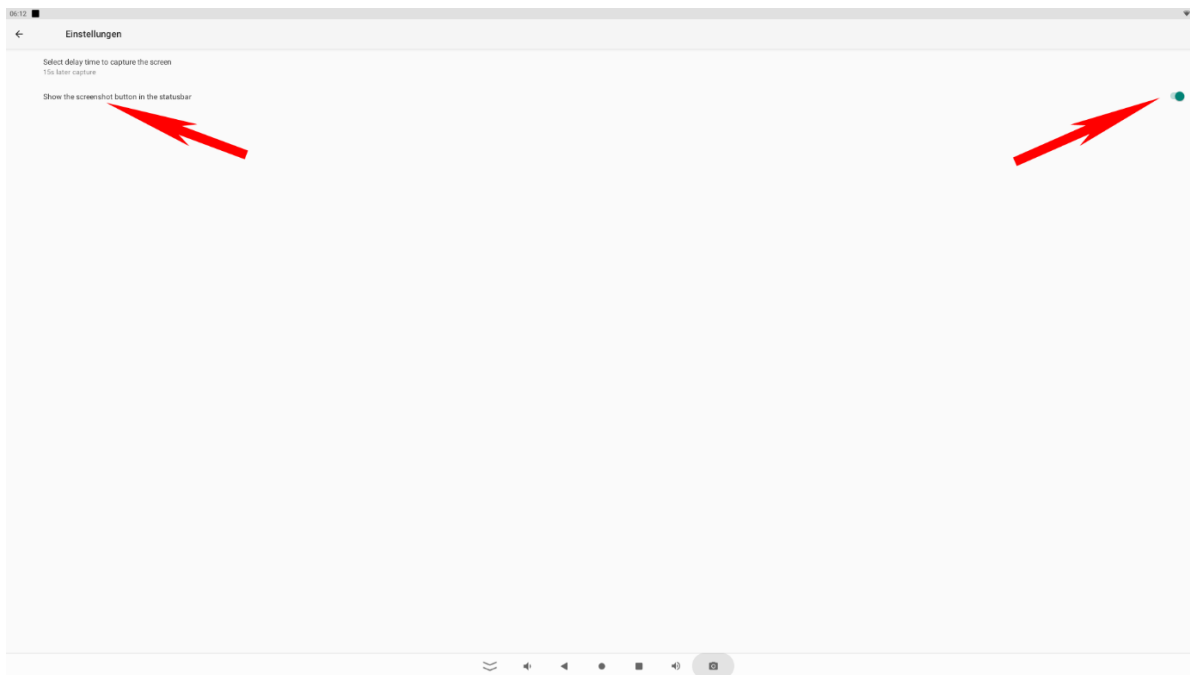 06:12
Einstellungen
Select delay time to capture the screen
15s later capture
Show the screenshot button in the statusbar